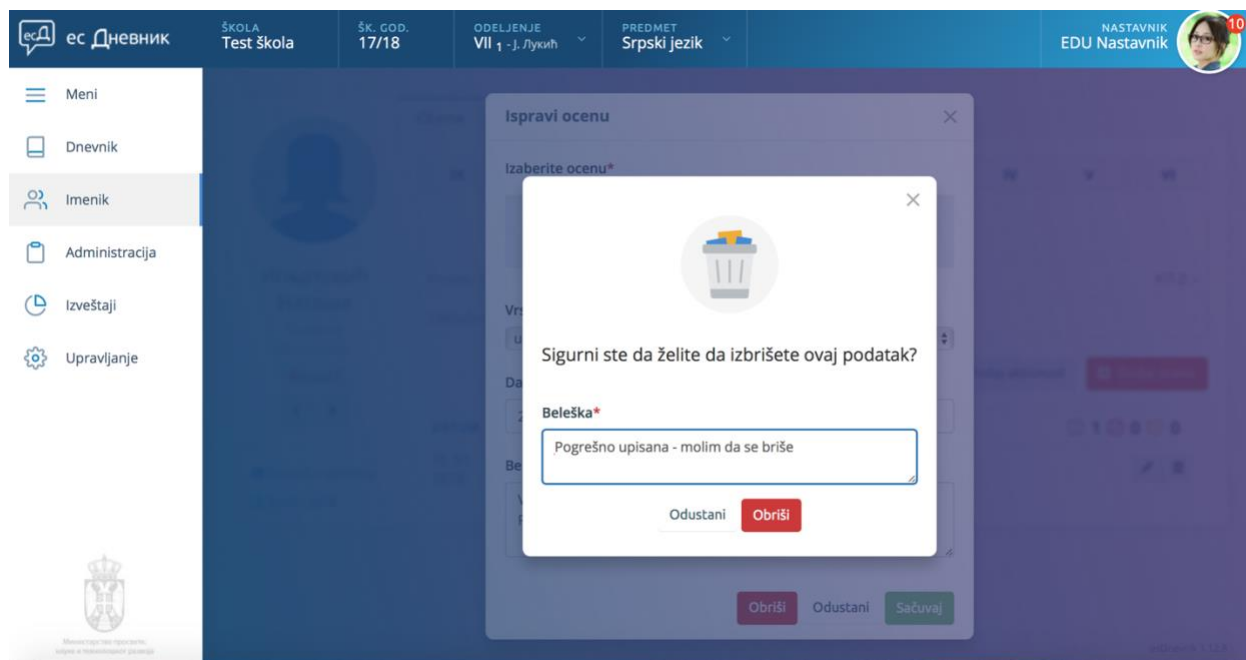 ес Дневник
ŠKOLA
Test škola
ŠK. GOD.
17/18
ODELJENJE
VII 1 - J. Лукић
PREDMET
Srpski jezik
NASTAVNIK
EDU Nastavnik
10
Meni
Dnevnik
Imenik
Administracija
Izveštaji
Upravljanje
Ispravi ocenu
Izaberite ocenu*
Sigurni ste da želite da izbrišete ovaj podatak?
Beleška*
Pogrešno upisana - molim da se briše
Odustani
Obriši
Obriši
Odustani
Sačuvaj